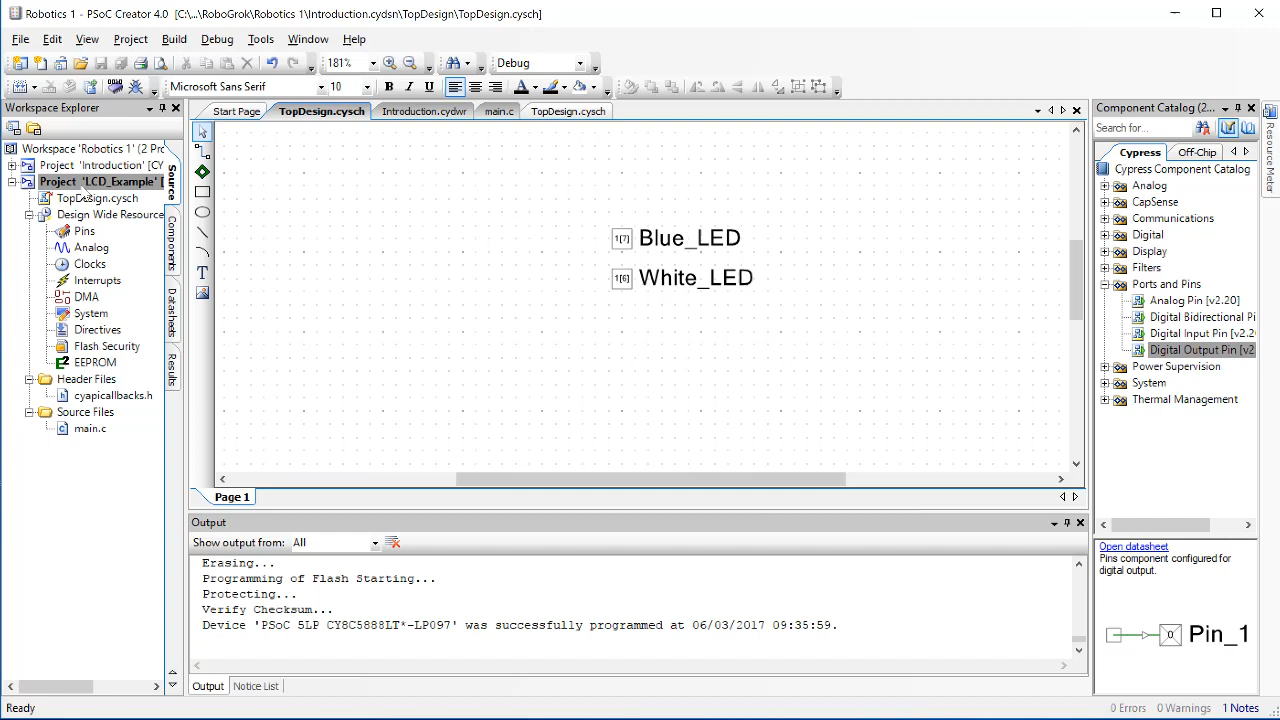 Robotics 1 - PSoC Creator 4.0 [C:\...\RoboGrok\Robotics 1\Introduction.cydsn\TopDesign\TopDesign.cysch]
File Edit View Project Build Debug Tools Window Help
181% Debug
Microsoft Sans Serif 10 B I U A
Workspace Explorer
Workspace 'Robotics 1' (2 Pro
Project 'Introduction' [CY
Project 'LCD_Example' [
TopDesign.cysch
Design Wide Resource
Pins
Analog
Clocks
Interrupts
DMA
System
Directives
Flash Security
EEPROM
Header Files
cyapicallbacks.h
Source Files
main.c
Source
Components
Datasheets
Results
Start Page TopDesign.cysch Introduction.cydwr main.c TopDesign.cysch
T
1[7] Blue_LED
1[6] White_LED
Page 1
Output
Show output from: All
Erasing...
Programming of Flash Starting...
Protecting...
Verify Checksum...
Device 'PSoC 5LP CY8C5888LT*-LP097' was successfully programmed at 06/03/2017 09:35:59.
Output Notice List
Component Catalog (2...
Search for...
Cypress Off-Chip
Cypress Component Catalog
Analog
CapSense
Communications
Digital
Display
Filters
Ports and Pins
Analog Pin [v2.20]
Digital Bidirectional Pi
Digital Input Pin [v2.2
Digital Output Pin [v2
Power Supervision
System
Thermal Management
Open datasheet
Pins component configured for
digital output.
0 Pin_1
Resource Meter
Ready 0 Errors 0 Warnings 1 Notes